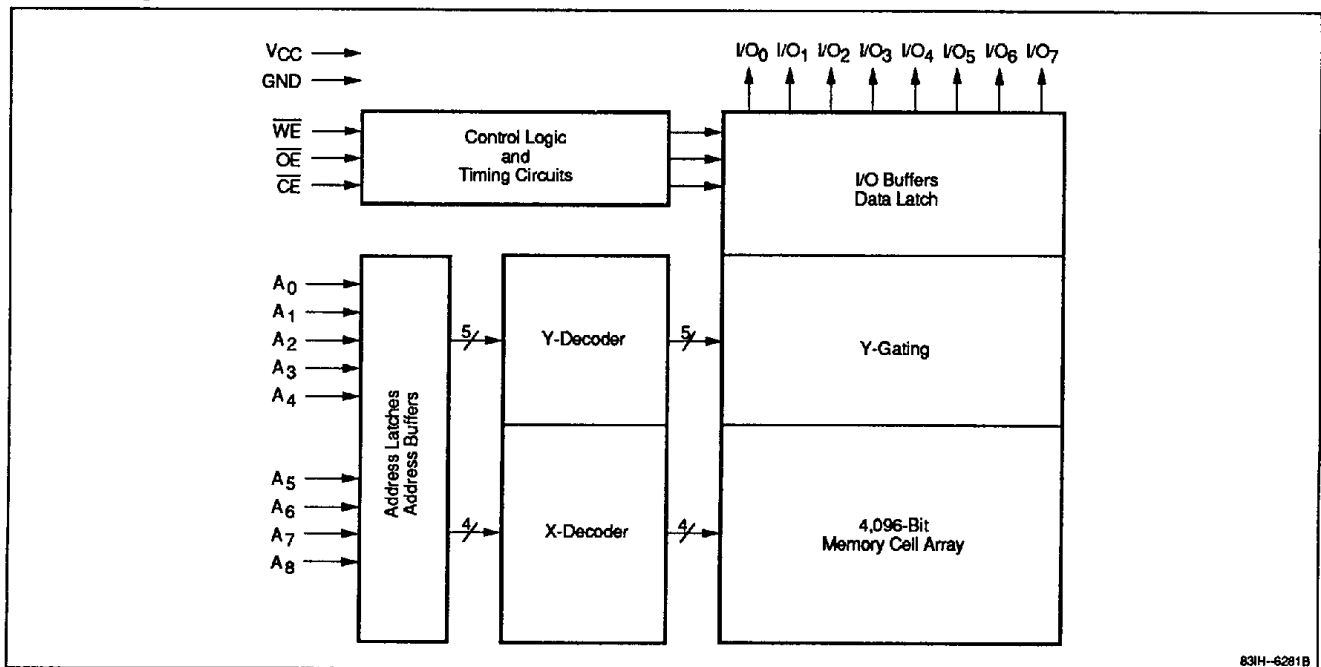 VCC
GND
WE
OE
CE
Control Logic
and
Timing Circuits
I/O0 I/O1 I/O2 I/O3 I/O4 I/O5 I/O6 I/O7
I/O Buffers
Data Latch
A0
A1
A2
A3
A4
A5
A6
A7
A8
Address Latches
Address Buffers
5
4
Y-Decoder
X-Decoder
5
4
Y-Gating
4,096-Bit
Memory Cell Array
83IH-6281B